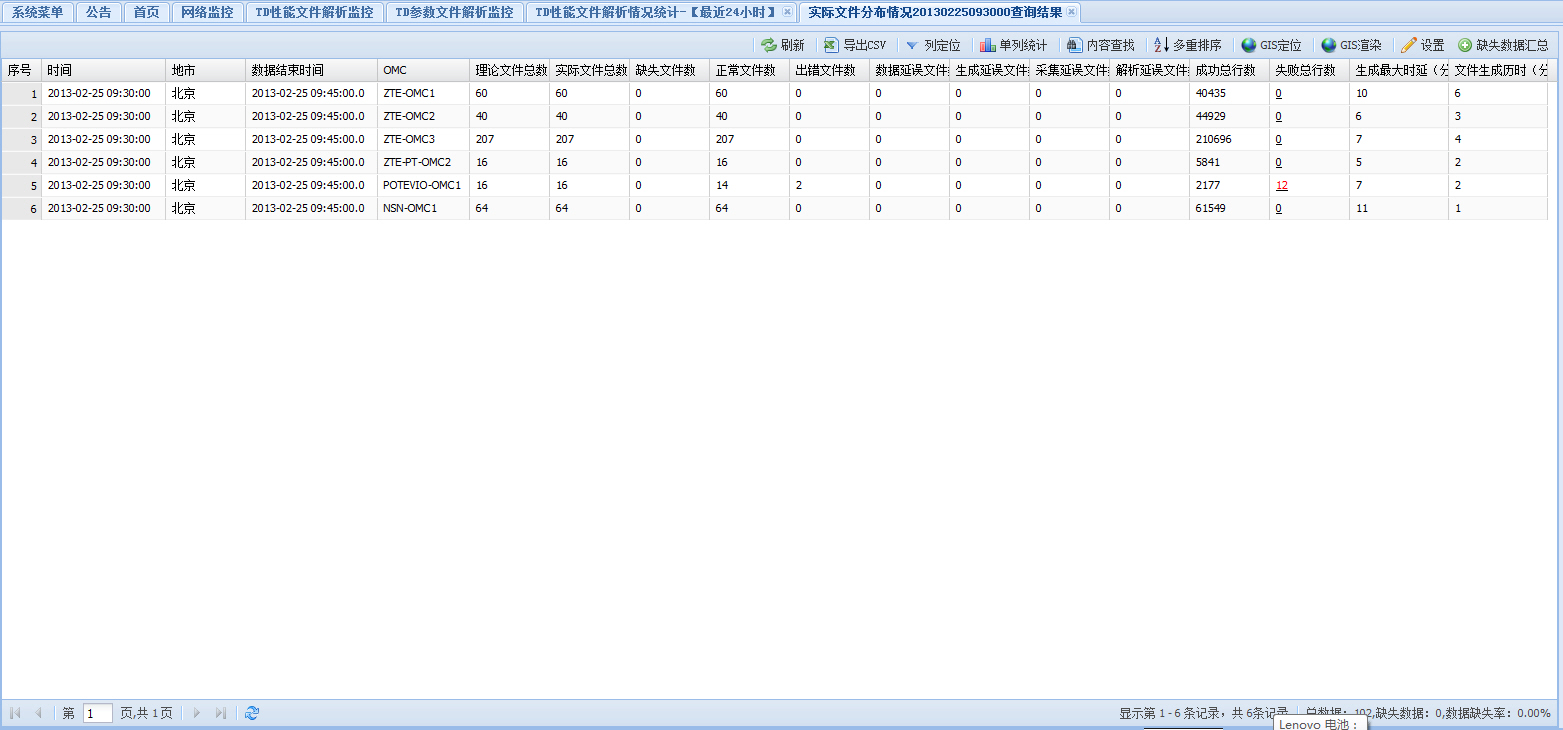 系统菜单 公告 首页 网络监控 TD性能文件解析监控 TD参数文件解析监控 TD性能文件解析情况统计-【最近24小时】 实际文件分布情况20130225093000查询结果
刷新 导出CSV 列定位 单列统计 内容查找 多重排序 GIS定位 GIS渲染 设置 缺失数据汇总
序号 时间 地市 数据结束时间 OMC 理论文件总数 实际文件总数 缺失文件数 正常文件数 出错文件数 数据延误文件 生成延误文件 采集延误文件 解析延误文件 成功总行数 失败总行数 生成最大时延（分 文件生成历时（分
1 2013-02-25 09:30:00 北京 2013-02-25 09:45:00.0 ZTE-OMC1 60 60 0 60 0 0 0 0 0 40435 0 10 6
2 2013-02-25 09:30:00 北京 2013-02-25 09:45:00.0 ZTE-OMC2 40 40 0 40 0 0 0 0 0 44929 0 6 3
3 2013-02-25 09:30:00 北京 2013-02-25 09:45:00.0 ZTE-OMC3 207 207 0 207 0 0 0 0 0 210696 0 7 4
4 2013-02-25 09:30:00 北京 2013-02-25 09:45:00.0 ZTE-PT-OMC2 16 16 0 16 0 0 0 0 0 5841 0 5 2
5 2013-02-25 09:30:00 北京 2013-02-25 09:45:00.0 POTEVIO-OMC1 16 16 0 14 2 0 0 0 0 2177 12 7 2
6 2013-02-25 09:30:00 北京 2013-02-25 09:45:00.0 NSN-OMC1 64 64 0 64 0 0 0 0 0 61549 0 11 1
第 1 页,共 1 页 显示第 1 - 6 条记录，共 6条记录 总数据： ,缺失数据：0,数据缺失率：0.00%
Lenovo 电池：